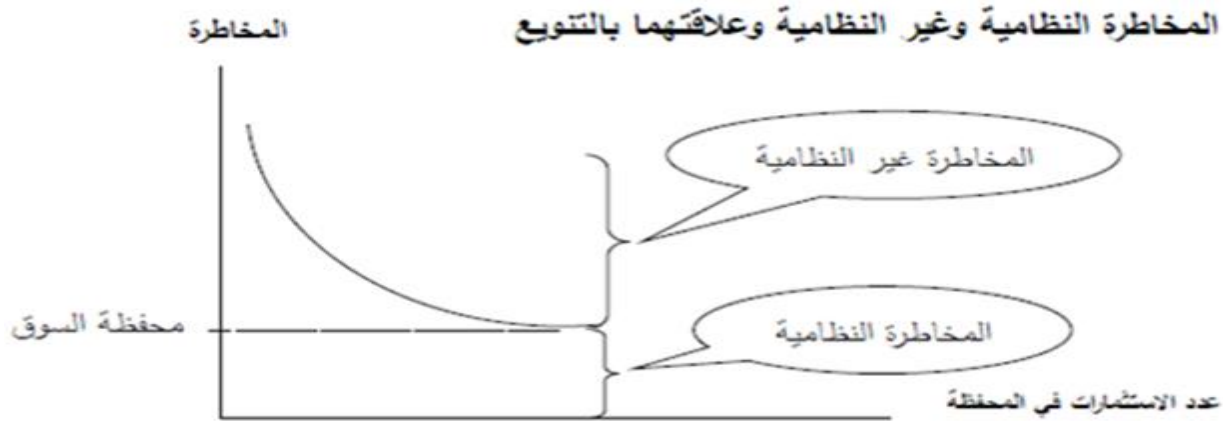 المخاطرة النظامية وغير النظامية وعلاقتهما بالتنويع
المخاطرة
المخاطرة غير النظامية
محفظة السوق
المخاطرة النظامية
عدد الاستثمارات في المحفظة